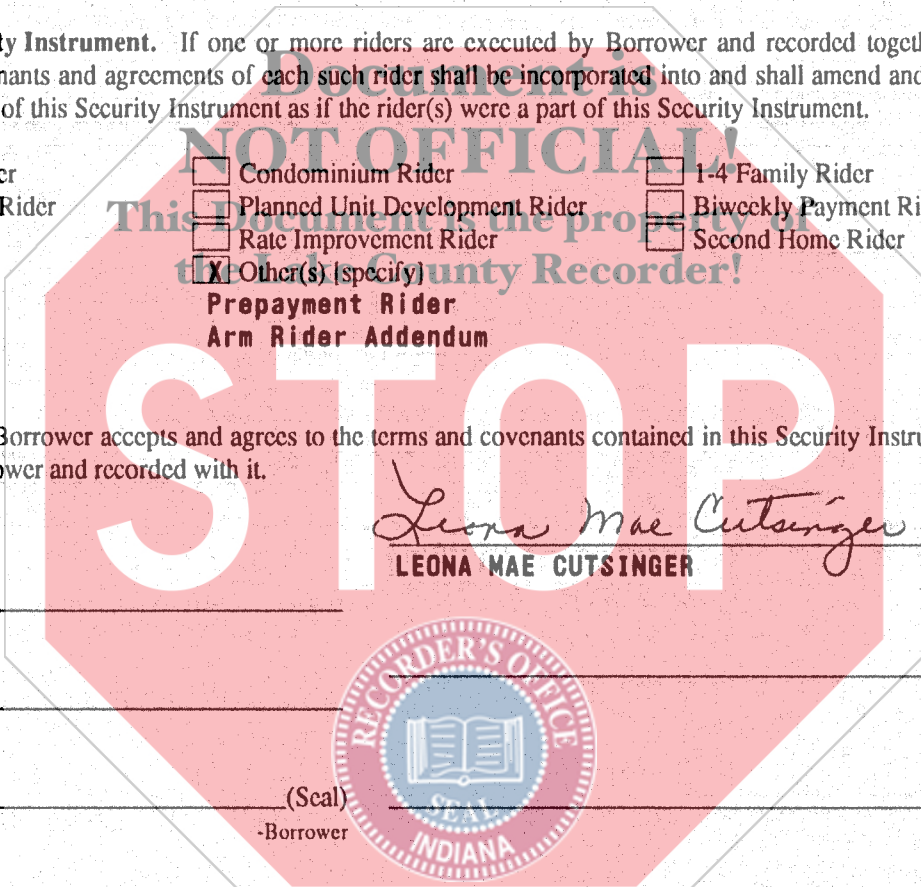 ty Instrument. If one or more riders are executed by Borrower and recorded togeth
nants and agreements of each such rider shall be incorporated into and shall amend and
of this Security Instrument as if the rider(s) were a part of this Security Instrument.
Document is
NOT OFFICIAL!
This Document is the property of
the Lake County Recorder!
er Condominium Rider 1-4 Family Rider
Rider Planned Unit Development Rider Biweekly Payment Ri
Rate Improvement Rider Second Home Rider
X Other(s) [specify]
Prepayment Rider
Arm Rider Addendum
STOP
Borrower accepts and agrees to the terms and covenants contained in this Security Instru
ower and recorded with it.
Leona Mae Cutsinger
LEONA MAE CUTSINGER
RECORDER'S OFFICE
SEAL
INDIANA
(Seal)
-Borrower